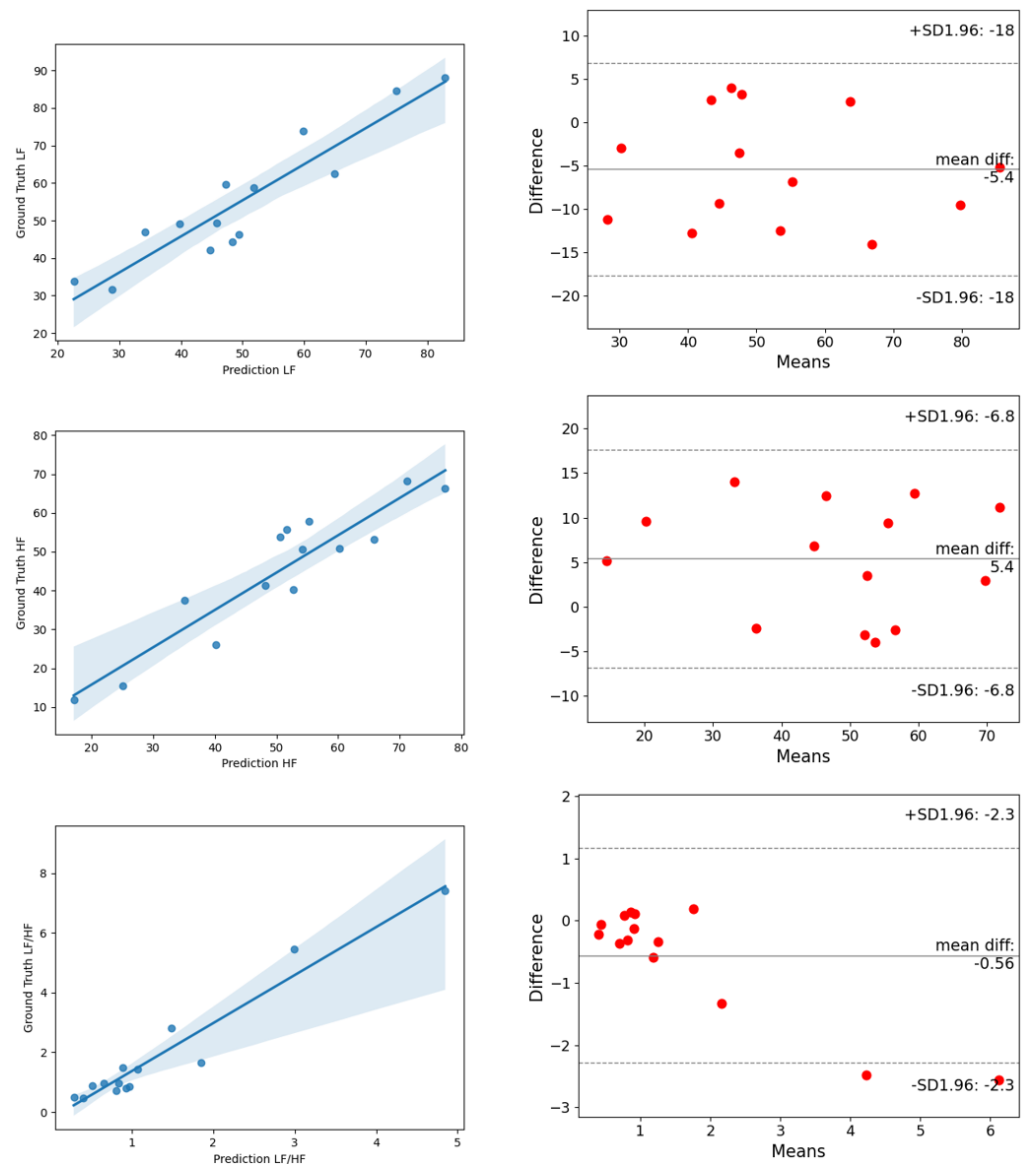 90
80
70
60
50
40
30
20
Ground Truth LF
20 30 40 50 60 70 80
Prediction LF
+SD1.96: -18
10
5
0
−5
−10
−15
−20
Difference
mean diff:
-5.4
-SD1.96: -18
30 40 50 60 70 80
Means
80
70
60
50
40
30
20
10
Ground Truth HF
20 30 40 50 60 70 80
Prediction HF
+SD1.96: -6.8
20
15
10
5
0
−5
−10
Difference
mean diff:
5.4
-SD1.96: -6.8
20 30 40 50 60 70
Means
8
6
4
2
0
Ground Truth LF/HF
1 2 3 4 5
Prediction LF/HF
2
1
0
−1
−2
−3
Difference
+SD1.96: -2.3
mean diff:
-0.56
-SD1.96: -2.3
1 2 3 4 5 6
Means